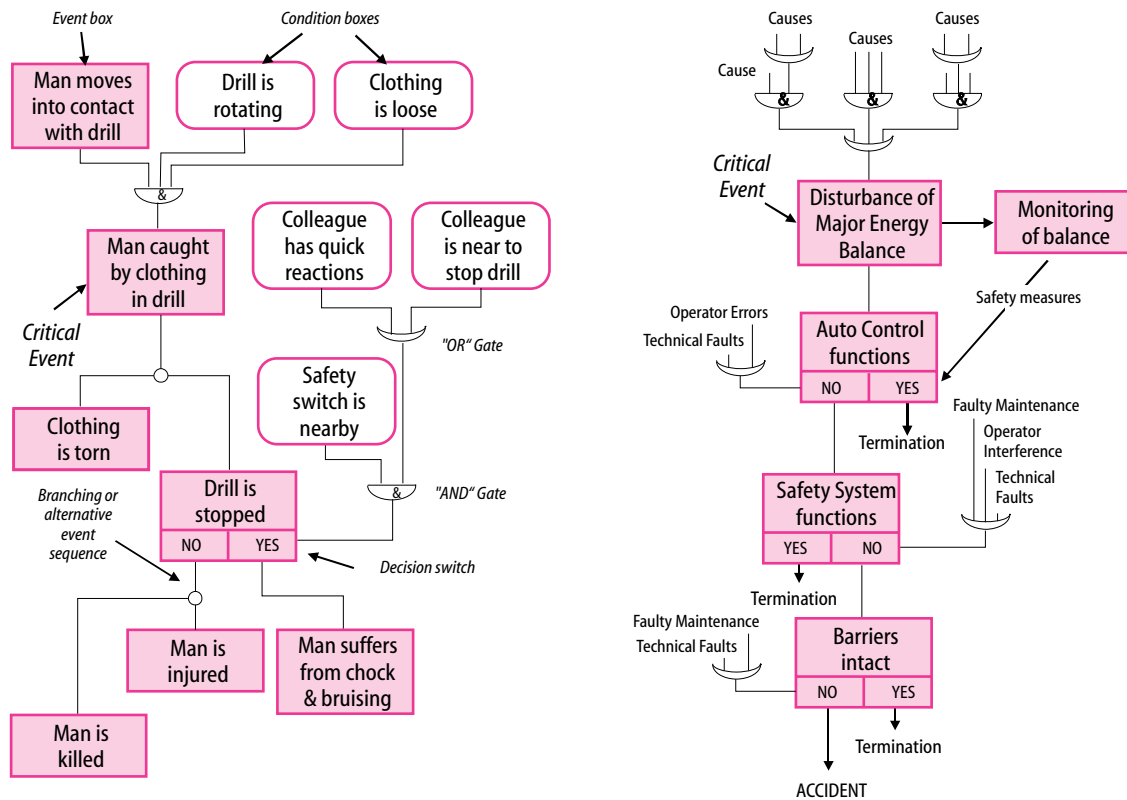 Event box
Condition boxes
Man moves
into contact
with drill
Drill is
rotating
Clothing
is loose
&
Man caught
by clothing
in drill
Colleague
has quick
reactions
Colleague
is near to
stop drill
Critical
Event
"OR“ Gate
Safety
switch is
nearby
Clothing
is torn
&
"AND“ Gate
Drill is
stopped
NO
YES
Branching or
alternative
event
sequence
Decision switch
Man is
injured
Man suffers
from chock
& bruising
Man is
killed
Causes
Causes
Causes
Cause
&
&
&
Critical
Event
Disturbance of
Major Energy
Balance
Monitoring
of balance
Safety measures
Operator Errors
Technical Faults
Auto Control
functions
NO
YES
Termination
Faulty Maintenance
Operator
Interference
Technical
Faults
Safety System
functions
YES
NO
Termination
Faulty Maintenance
Technical Faults
Barriers
intact
NO
YES
Termination
ACCIDENT